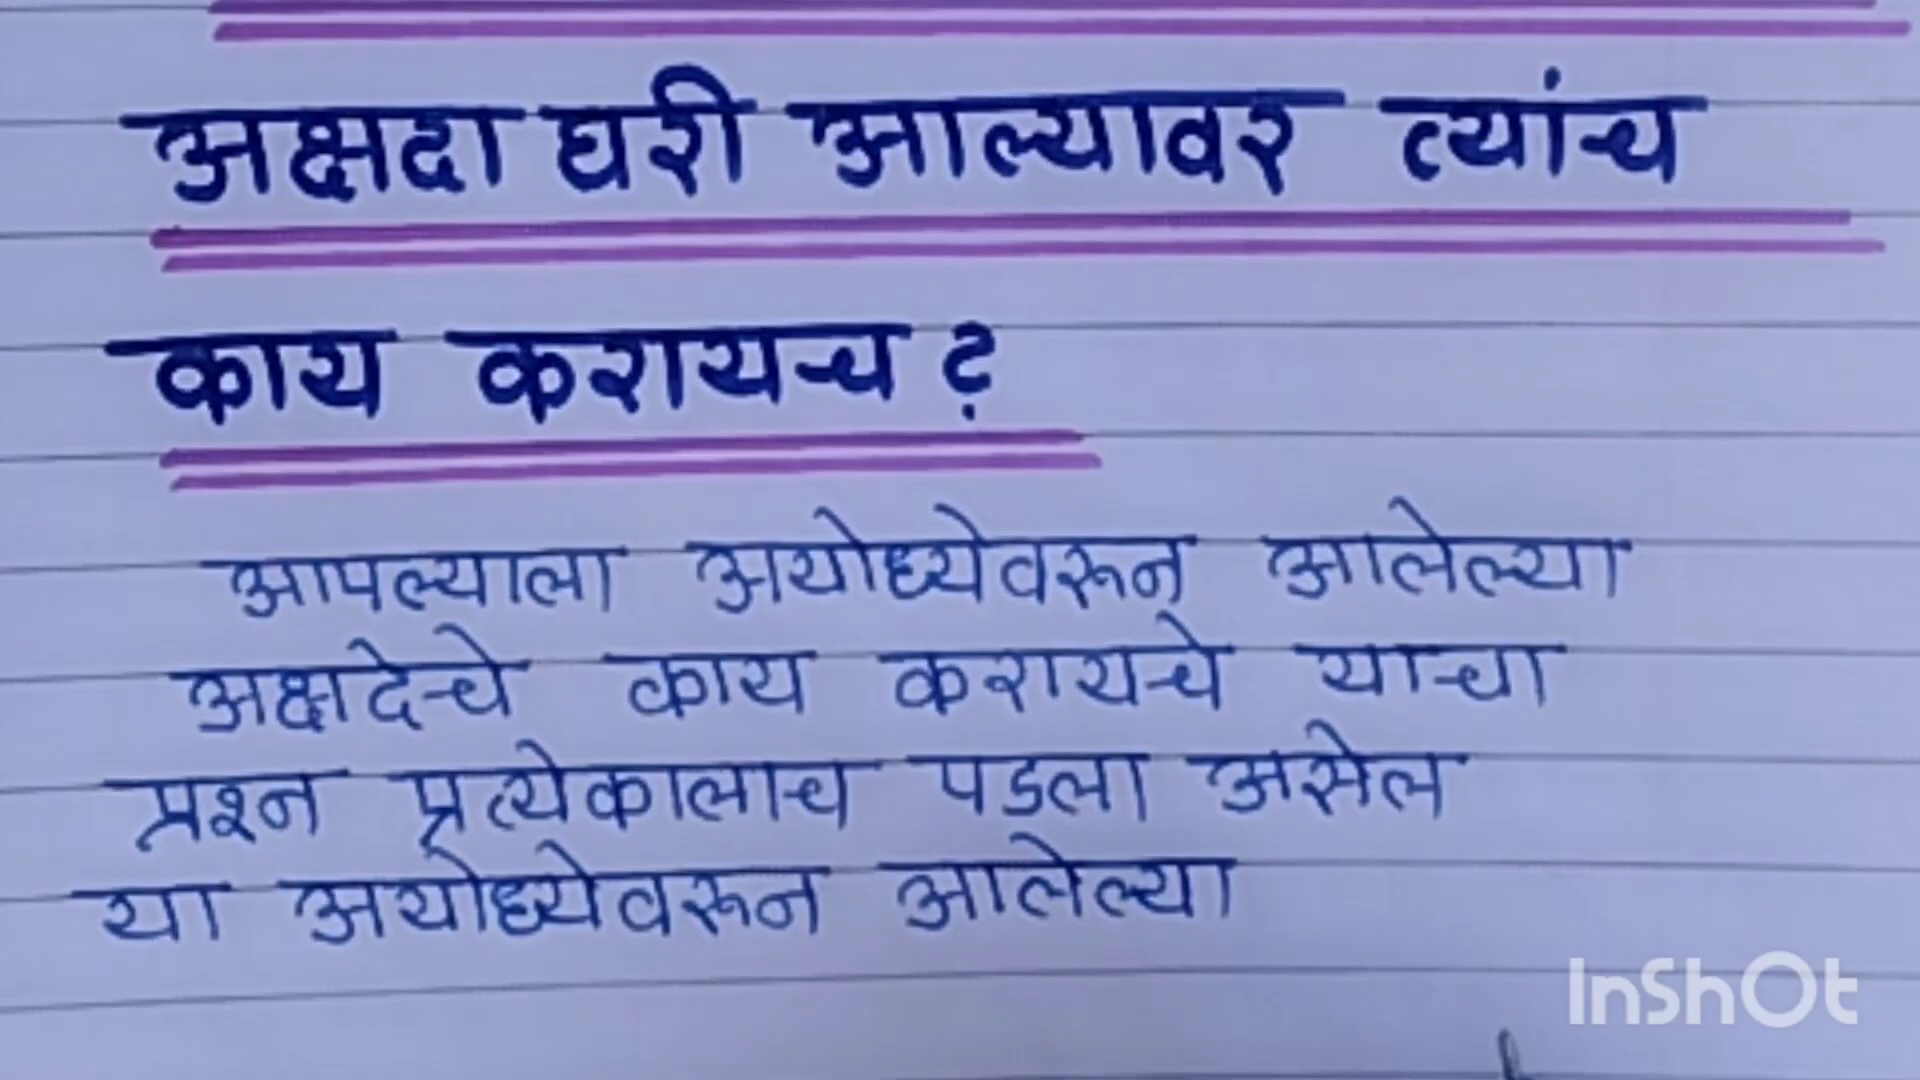 अक्षदा घरी आल्यावर त्यांच
काय करायच ?
आपल्याला अयोध्येवरून आलेल्या
अक्षदेचे काय करायचे याचा
प्रश्न प्रत्येकालाच पडला असेल
या अयोध्येवरून आलेल्या
InShOt